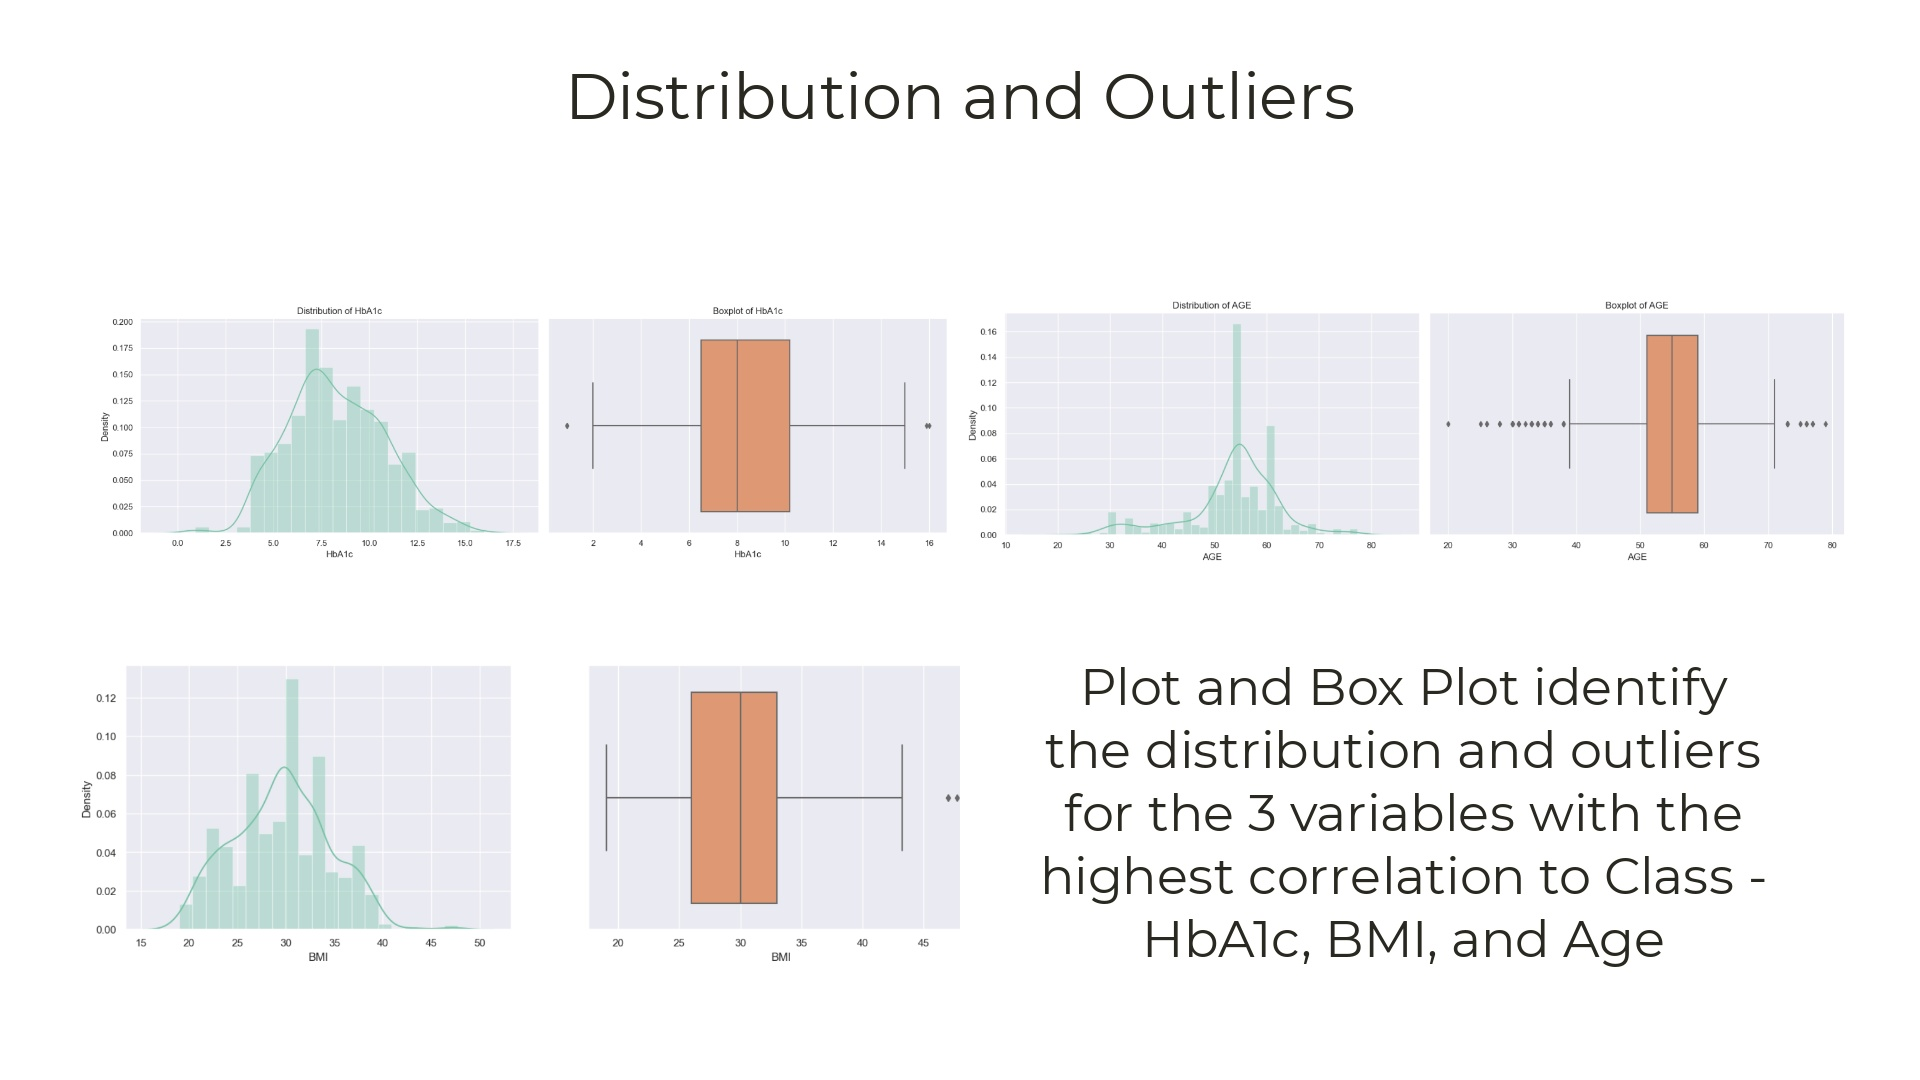 Distribution and Outliers
Distribution of HbA1c
0.200
0.175
0.150
0.125
0.100
0.075
0.050
0.025
0.000
Density
0.0 2.5 5.0 7.5 10.0 12.5 15.0 17.5
HbA1c
Boxplot of HbA1c
2 4 6 8 10 12 14 16
HbA1c
Distribution of AGE
0.16
0.14
0.12
0.10
0.08
0.06
0.04
0.02
0.00
Density
10 20 30 40 50 60 70 80
AGE
Boxplot of AGE
20 30 40 50 60 70 80
AGE
0.12
0.10
0.08
0.06
0.04
0.02
0.00
Density
15 20 25 30 35 40 45 50
BMI
20 25 30 35 40 45
BMI
Plot and Box Plot identify
the distribution and outliers
for the 3 variables with the
highest correlation to Class -
HbA1c, BMI, and Age